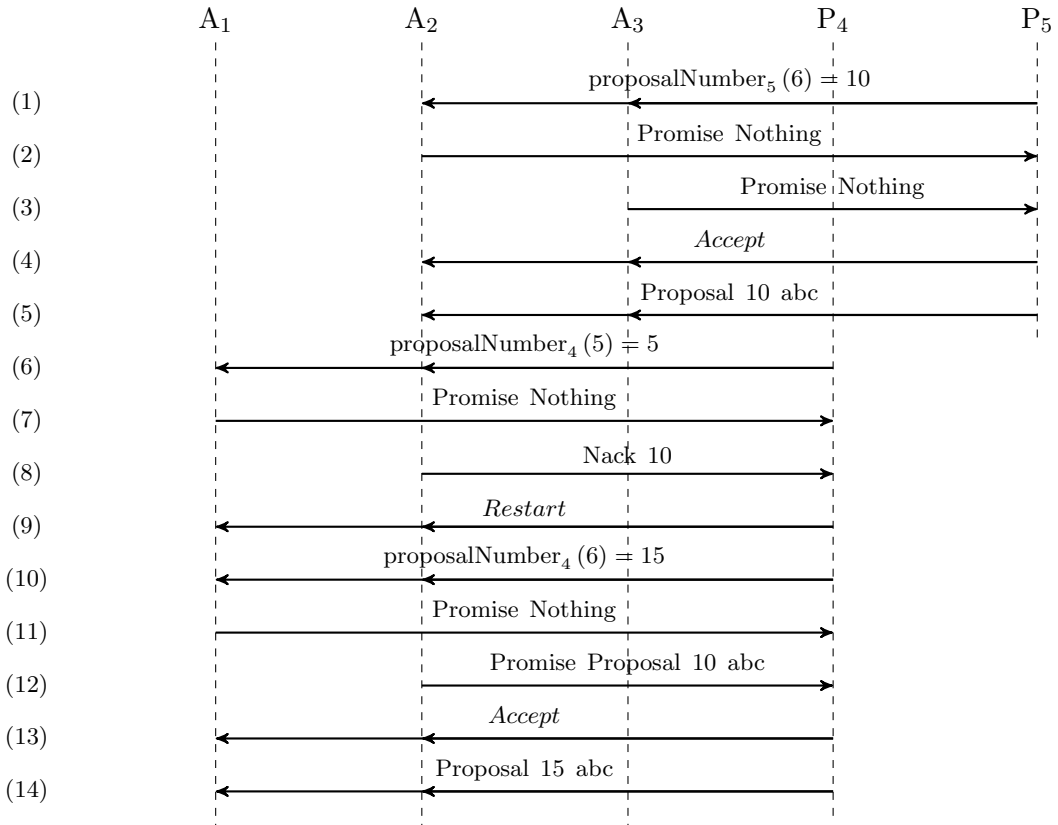 A₁ A₂ A₃ P₄ P₅
(1) proposalNumber₅ (6) = 10
(2) Promise Nothing
(3) Promise Nothing
(4) Accept
(5) Proposal 10 abc
(6) proposalNumber₄ (5) = 5
(7) Promise Nothing
(8) Nack 10
(9) Restart
(10) proposalNumber₄ (6) = 15
(11) Promise Nothing
(12) Promise Proposal 10 abc
(13) Accept
(14) Proposal 15 abc